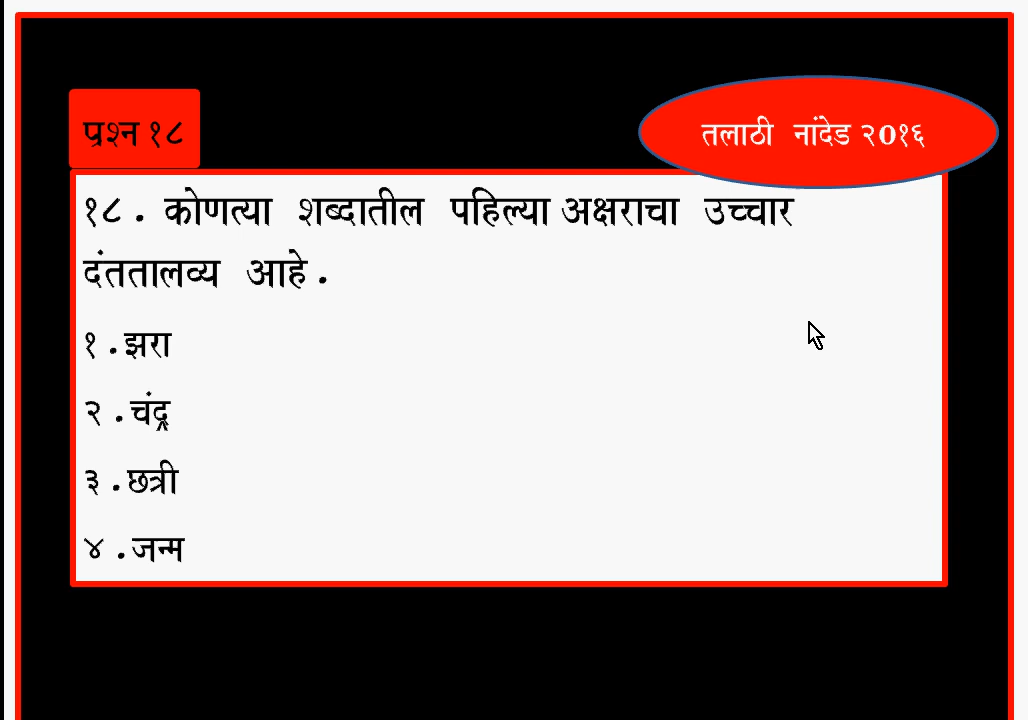 प्रश्न १८
तलाठी नांदेड २0१६
१८. कोणत्या शब्दातील पहिल्या अक्षराचा उच्चार
दंततालव्य आहे.
१.झरा
२.चंद्र
३.छत्री
४.जन्म